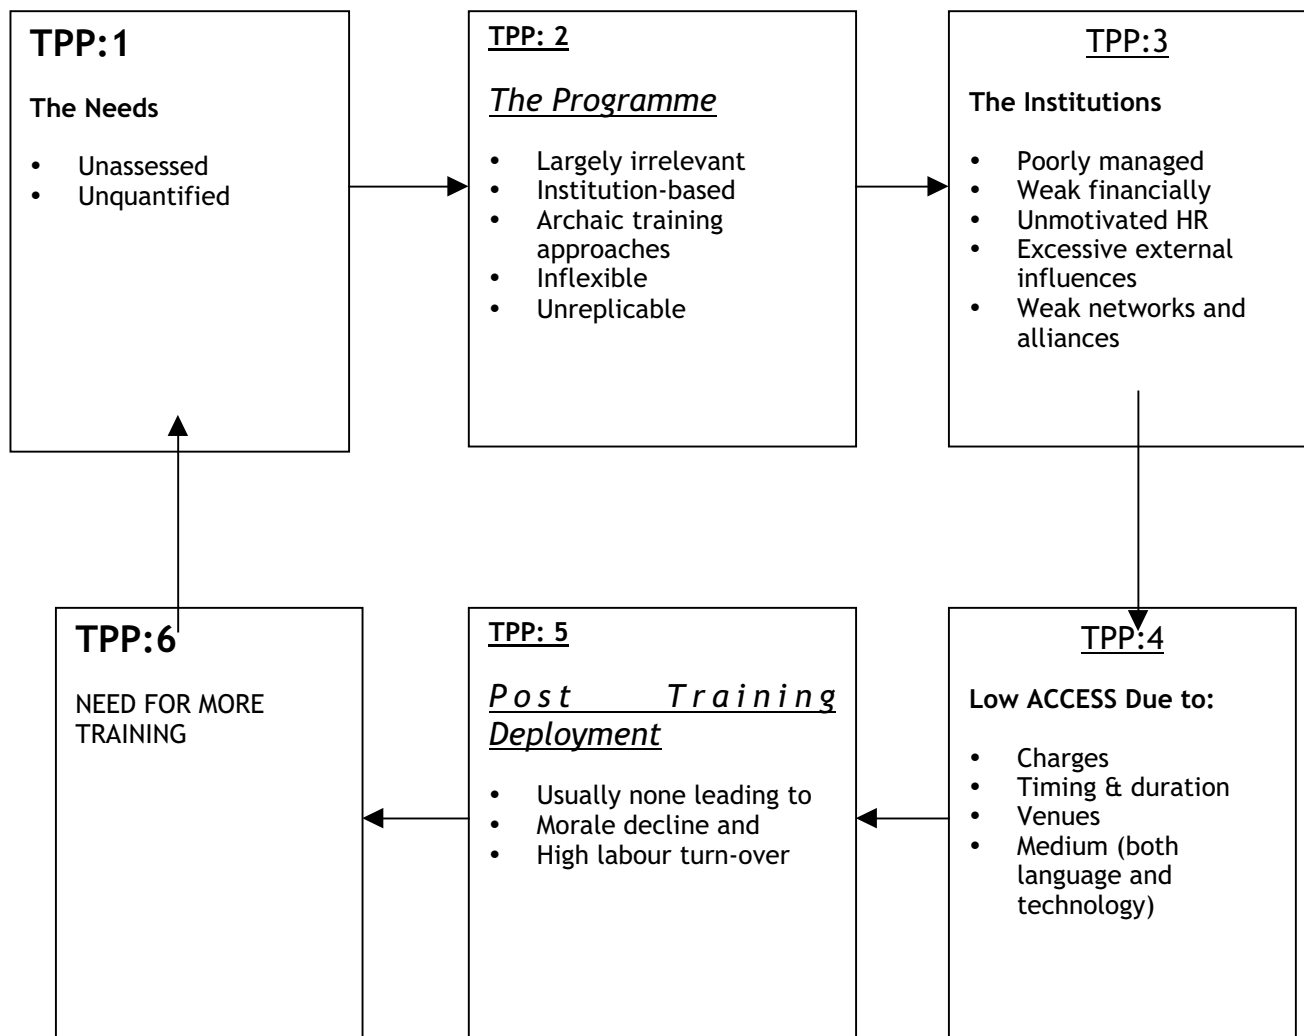 TPP:1
The Needs
• Unassessed
• Unquantified
TPP: 2
The Programme
• Largely irrelevant
• Institution-based
• Archaic training
approaches
• Inflexible
• Unreplicable
TPP:3
The Institutions
• Poorly managed
• Weak financially
• Unmotivated HR
• Excessive external
influences
• Weak networks and
alliances
TPP:4
Low ACCESS Due to:
• Charges
• Timing & duration
• Venues
• Medium (both
language and
technology)
TPP: 5
Post Training
Deployment
• Usually none leading to
• Morale decline and
• High labour turn-over
TPP:6
NEED FOR MORE
TRAINING